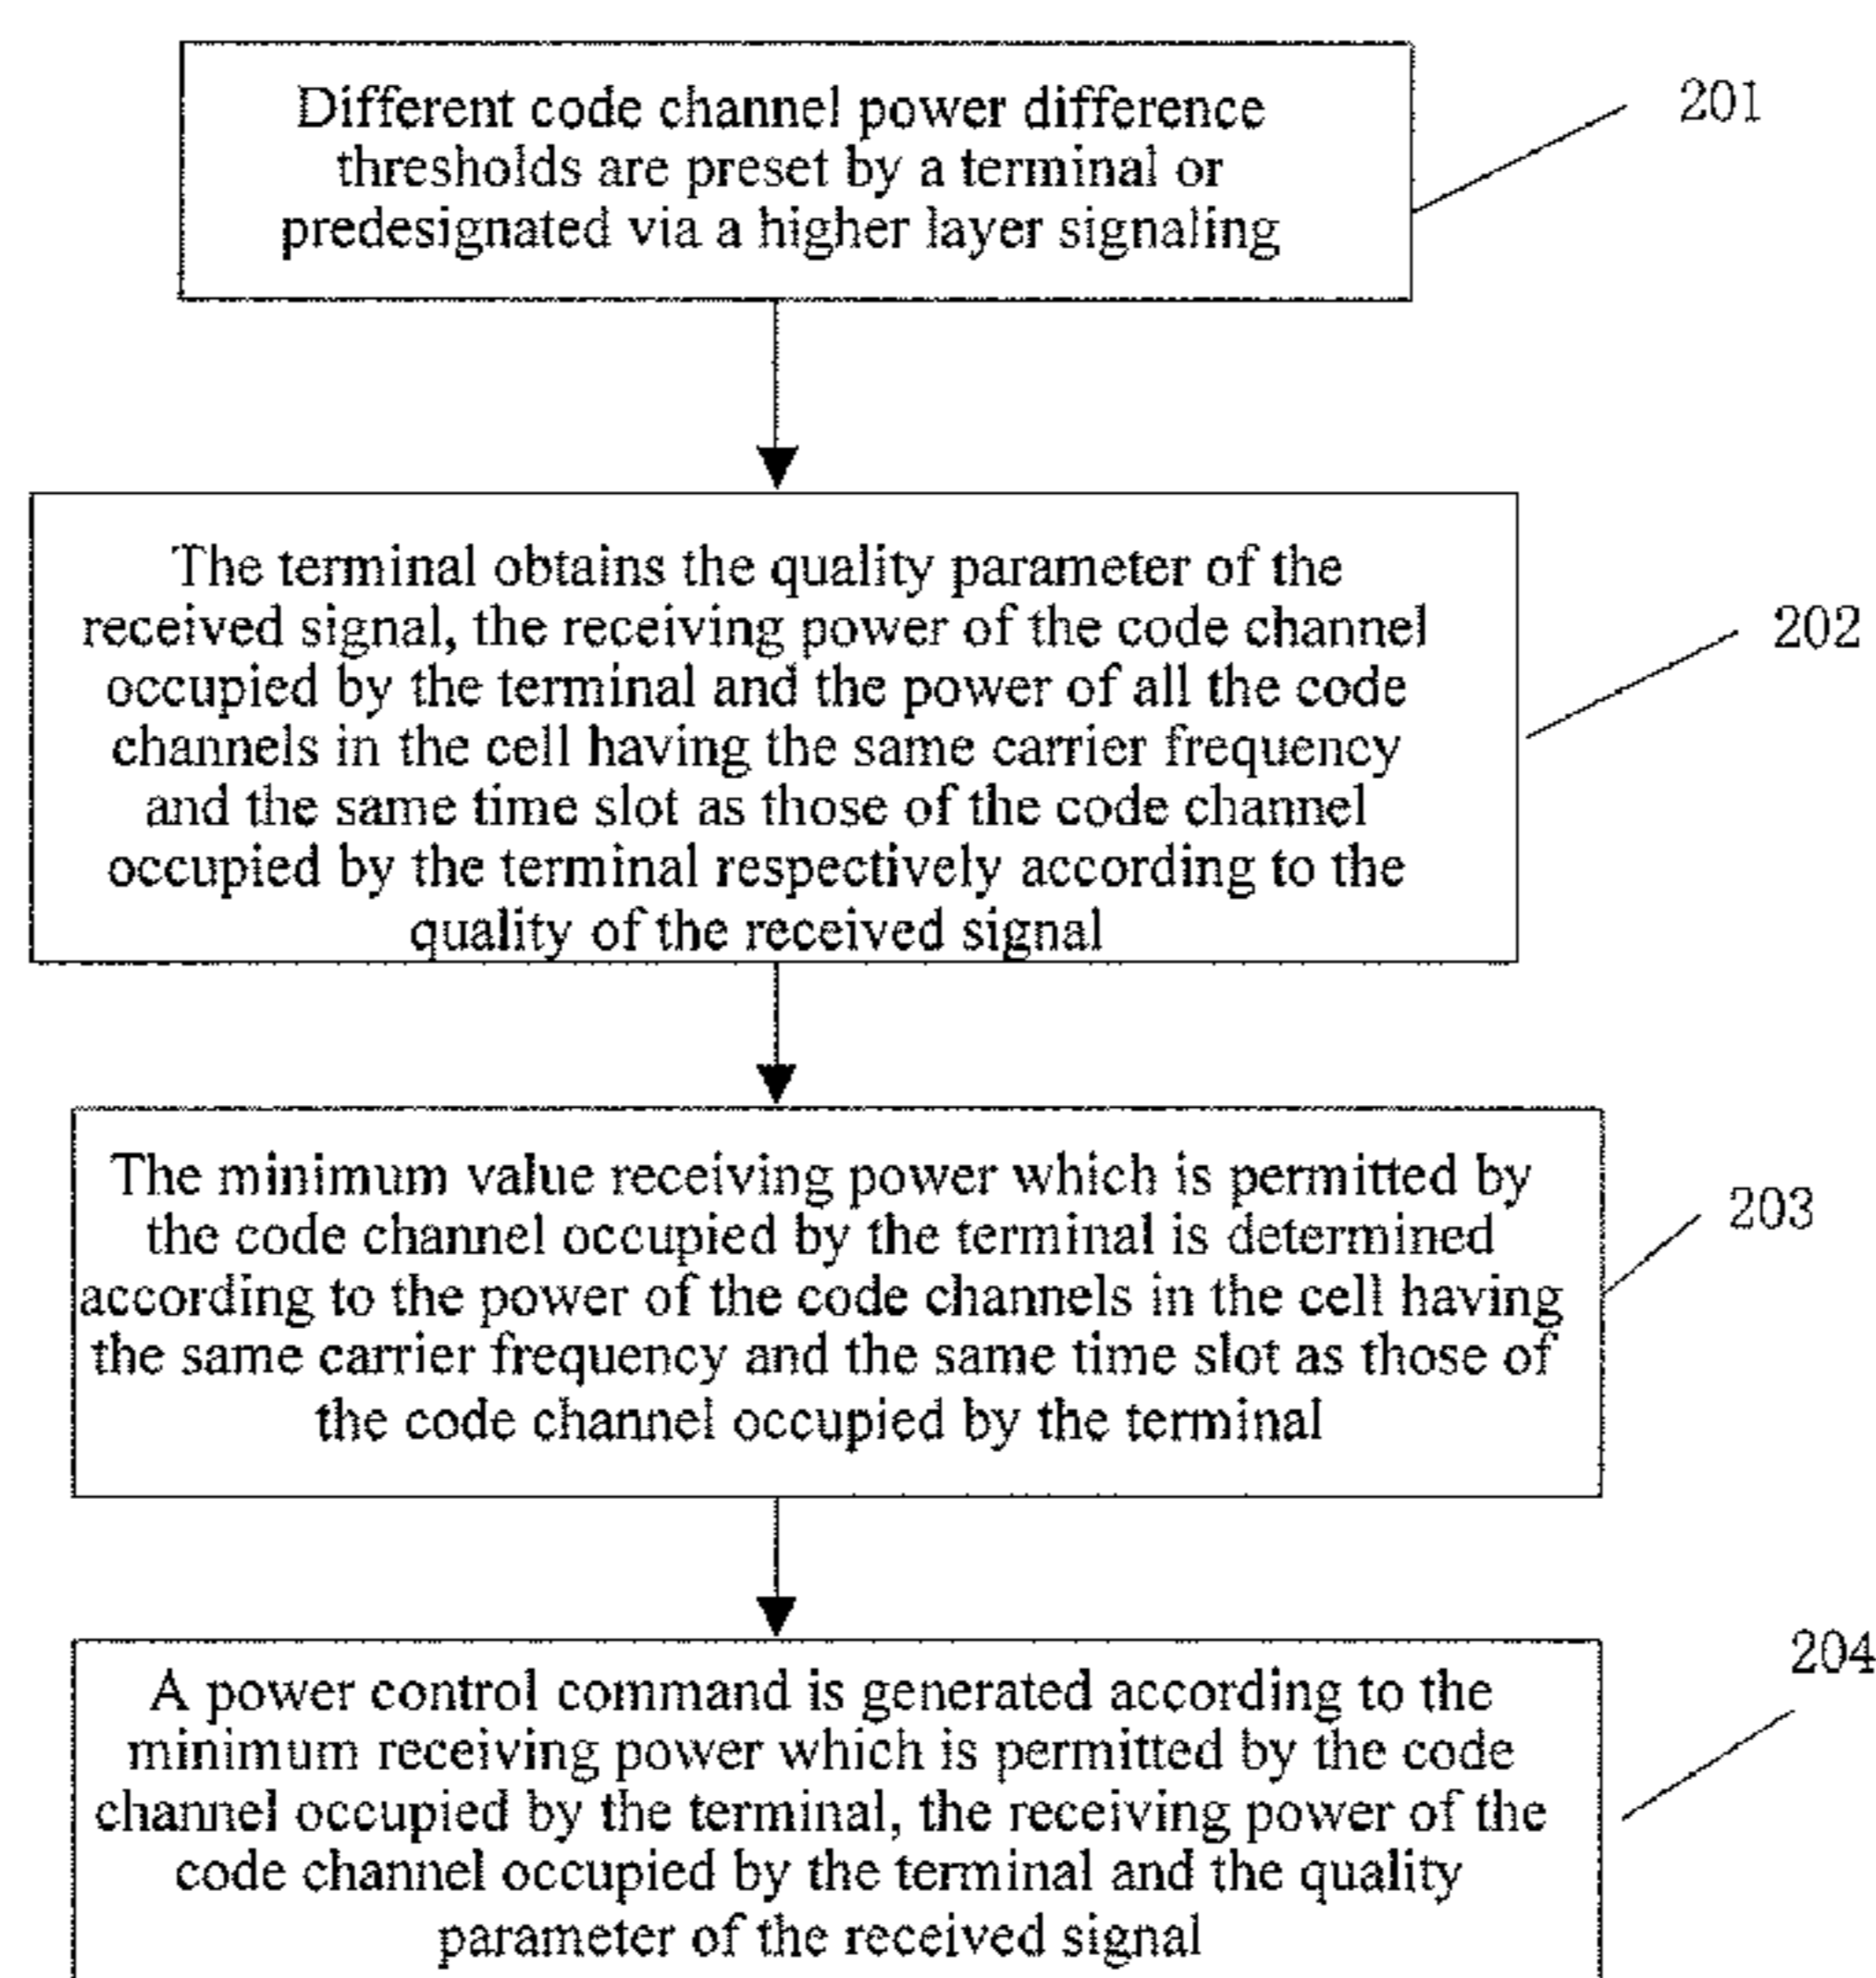 Different code channel power difference
thresholds are preset by a terminal or
predesignated via a higher layer signaling
201
The terminal obtains the quality parameter of the
received signal, the receiving power of the code channel
occupied by the terminal and the power of all the code
channels in the cell having the same carrier frequency
and the same time slot as those of the code channel
occupied by the terminal respectively according to the
quality of the received signal
202
The minimum value receiving power which is permitted by
the code channel occupied by the terminal is determined
according to the power of the code channels in the cell having
the same carrier frequency and the same time slot as those of
the code channel occupied by the terminal
203
A power control command is generated according to the
minimum receiving power which is permitted by the code
channel occupied by the terminal, the receiving power of the
code channel occupied by the terminal and the quality
parameter of the received signal
204